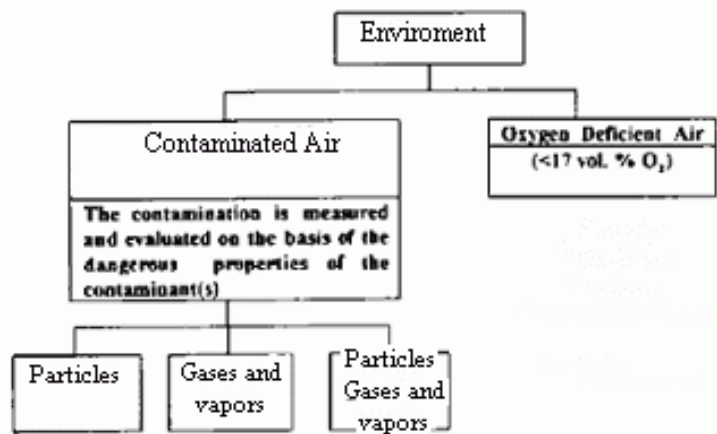 Enviroment
Contaminated Air
The contamination is measured
and evaluated on the basis of the
dangerous properties of the
contaminant(s)
Oxygen Deficient Air
(<17 vol. % O₂)
Particles
Gases and
vapors
Particles
Gases and
vapors